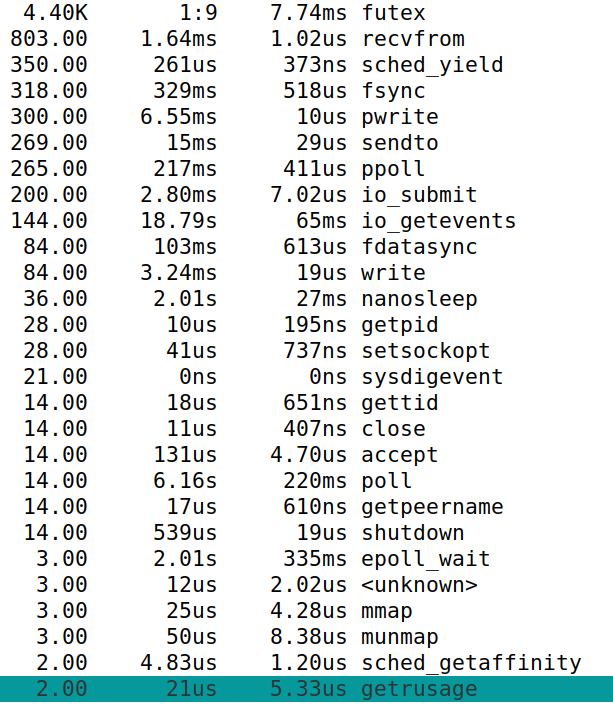 4.40K 1:9 7.74ms futex
803.00 1.64ms 1.02us recvfrom
350.00 261us 373ns sched_yield
318.00 329ms 518us fsync
300.00 6.55ms 10us pwrite
269.00 15ms 29us sendto
265.00 217ms 411us ppoll
200.00 2.80ms 7.02us io_submit
144.00 18.79s 65ms io_getevents
84.00 103ms 613us fdatasync
84.00 3.24ms 19us write
36.00 2.01s 27ms nanosleep
28.00 10us 195ns getpid
28.00 41us 737ns setsockopt
21.00 0ns 0ns sysdigevent
14.00 18us 651ns gettid
14.00 11us 407ns close
14.00 131us 4.70us accept
14.00 6.16s 220ms poll
14.00 17us 610ns getpeername
14.00 539us 19us shutdown
3.00 2.01s 335ms epoll_wait
3.00 12us 2.02us <unknown>
3.00 25us 4.28us mmap
3.00 50us 8.38us munmap
2.00 4.83us 1.20us sched_getaffinity
2.00 21us 5.33us getrusage